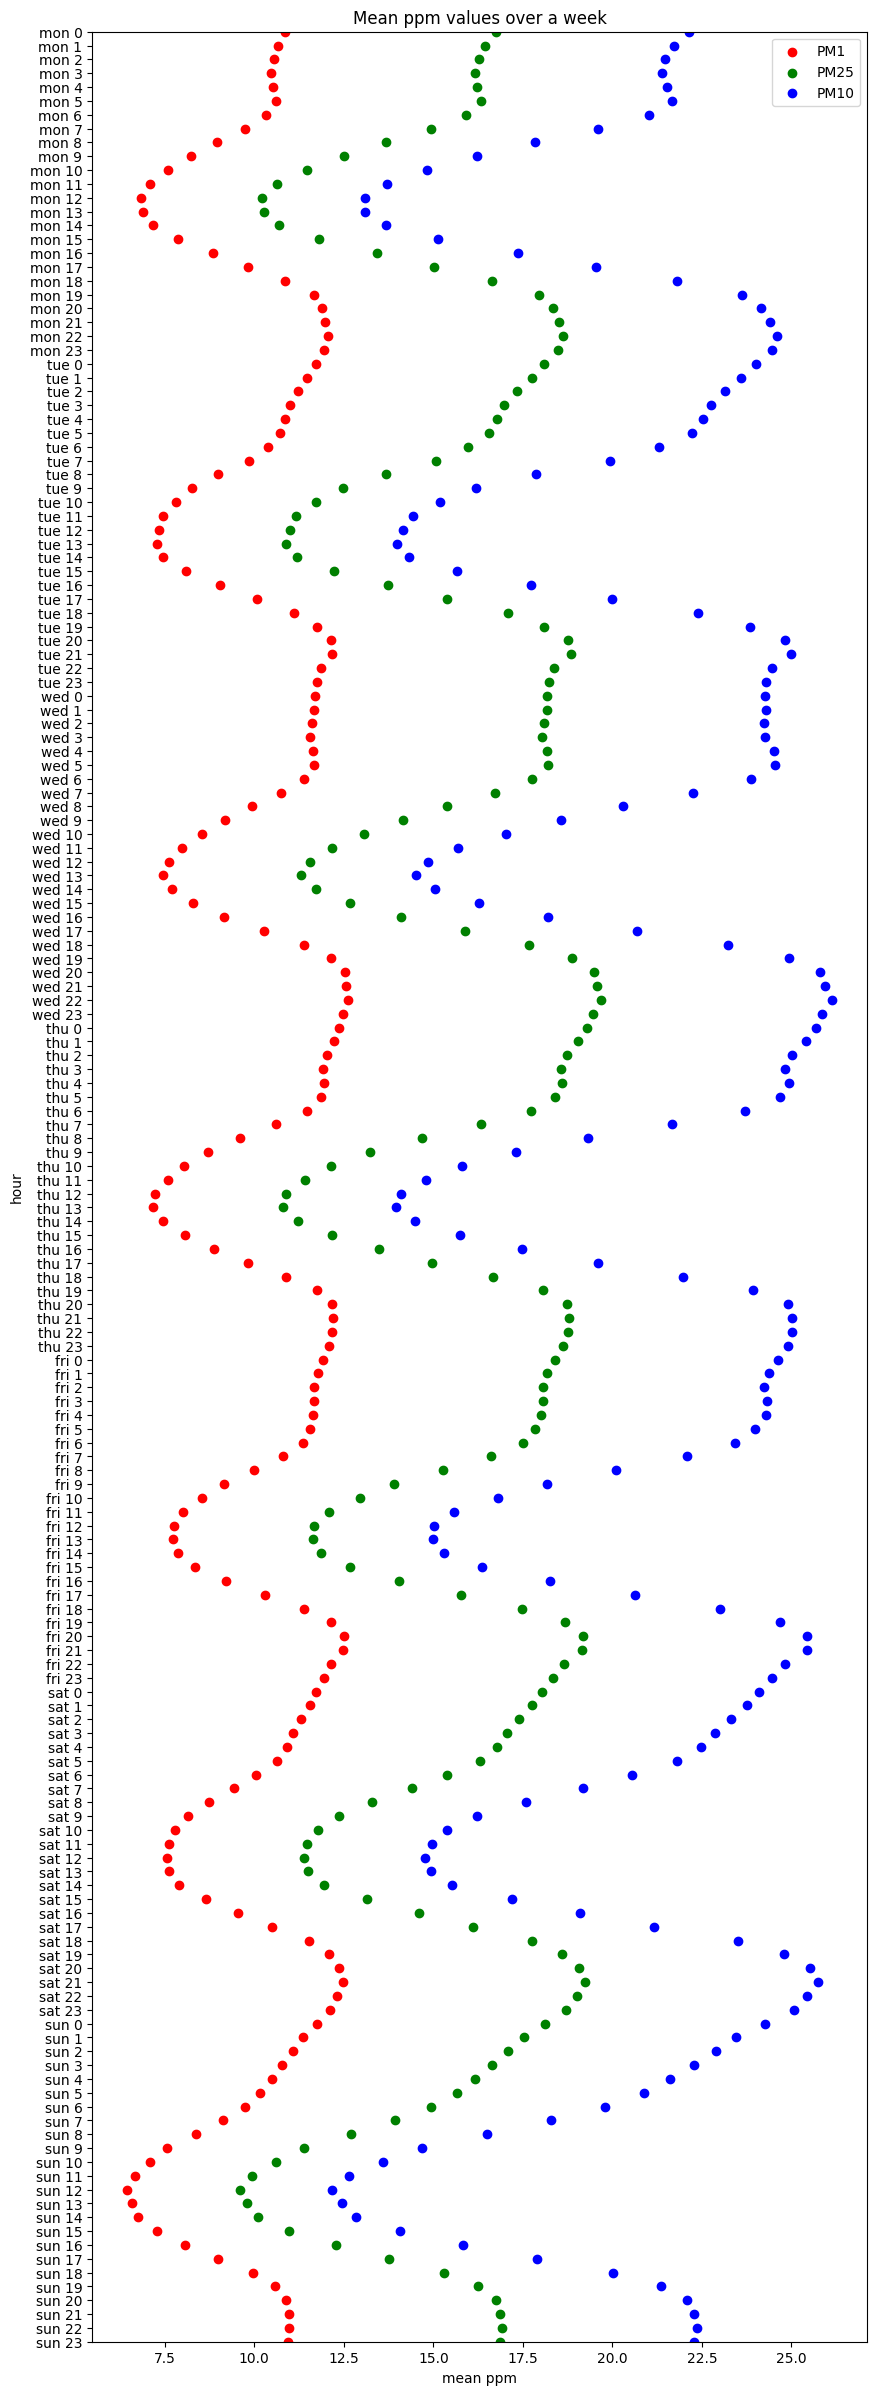 Mean ppm values over a week
PM1
PM25
PM10
mon 0
mon 1
mon 2
mon 3
mon 4
mon 5
mon 6
mon 7
mon 8
mon 9
mon 10
mon 11
mon 12
mon 13
mon 14
mon 15
mon 16
mon 17
mon 18
mon 19
mon 20
mon 21
mon 22
mon 23
tue 0
tue 1
tue 2
tue 3
tue 4
tue 5
tue 6
tue 7
tue 8
tue 9
tue 10
tue 11
tue 12
tue 13
tue 14
tue 15
tue 16
tue 17
tue 18
tue 19
tue 20
tue 21
tue 22
tue 23
wed 0
wed 1
wed 2
wed 3
wed 4
wed 5
wed 6
wed 7
wed 8
wed 9
wed 10
wed 11
wed 12
wed 13
wed 14
wed 15
wed 16
wed 17
wed 18
wed 19
wed 20
wed 21
wed 22
wed 23
thu 0
thu 1
thu 2
thu 3
thu 4
thu 5
thu 6
thu 7
thu 8
thu 9
thu 10
thu 11
thu 12
thu 13
thu 14
thu 15
thu 16
thu 17
thu 18
thu 19
thu 20
thu 21
thu 22
thu 23
fri 0
fri 1
fri 2
fri 3
fri 4
fri 5
fri 6
fri 7
fri 8
fri 9
fri 10
fri 11
fri 12
fri 13
fri 14
fri 15
fri 16
fri 17
fri 18
fri 19
fri 20
fri 21
fri 22
fri 23
sat 0
sat 1
sat 2
sat 3
sat 4
sat 5
sat 6
sat 7
sat 8
sat 9
sat 10
sat 11
sat 12
sat 13
sat 14
sat 15
sat 16
sat 17
sat 18
sat 19
sat 20
sat 21
sat 22
sat 23
sun 0
sun 1
sun 2
sun 3
sun 4
sun 5
sun 6
sun 7
sun 8
sun 9
sun 10
sun 11
sun 12
sun 13
sun 14
sun 15
sun 16
sun 17
sun 18
sun 19
sun 20
sun 21
sun 22
sun 23
hour
7.5 10.0 12.5 15.0 17.5 20.0 22.5 25.0
mean ppm